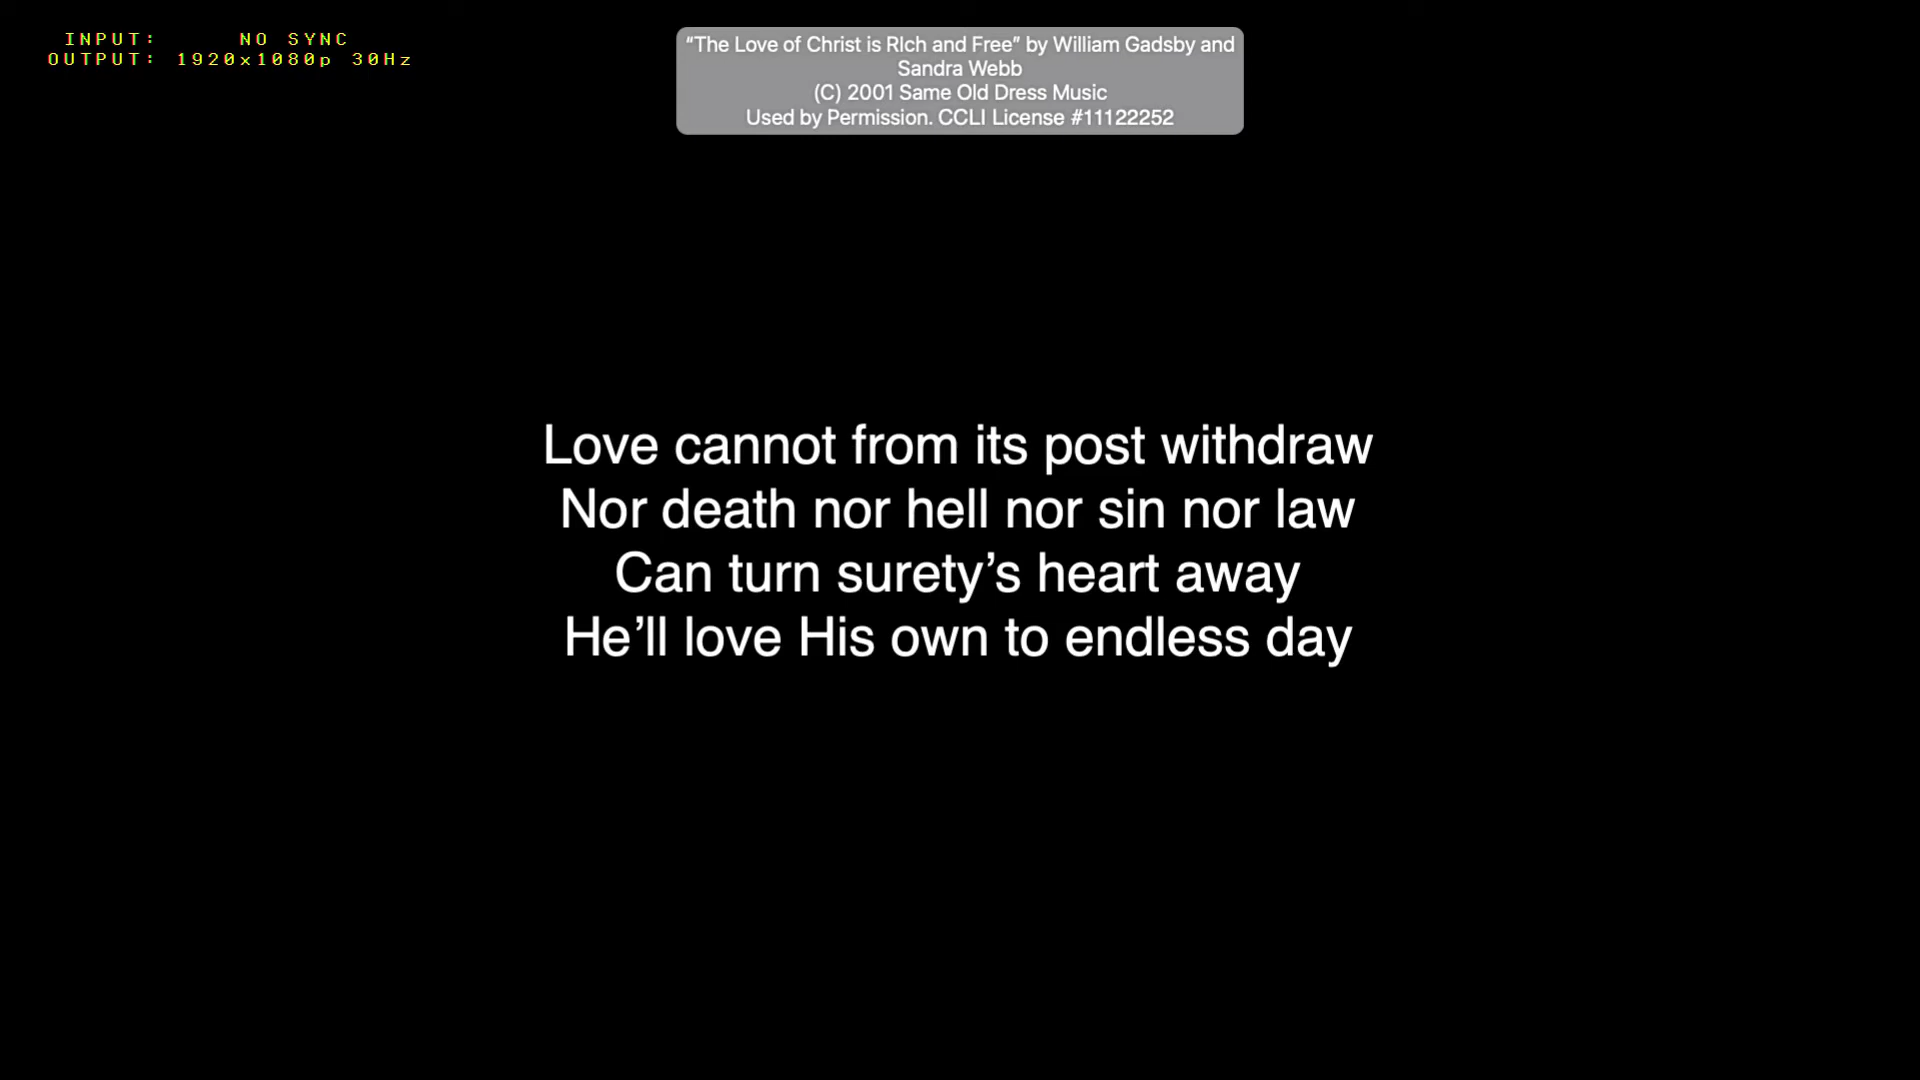 INPUT: NO SYNC
OUTPUT: 1920x1080p 30Hz
“The Love of Christ is RIch and Free” by William Gadsby and
Sandra Webb
(C) 2001 Same Old Dress Music
Used by Permission. CCLI License #11122252
Love cannot from its post withdraw
Nor death nor hell nor sin nor law
Can turn surety’s heart away
He’ll love His own to endless day